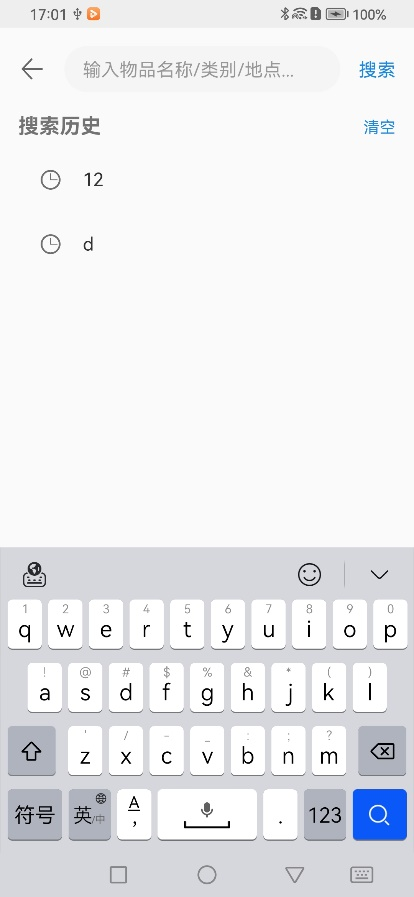 17:01 100%
输入物品名称/类别/地点... 搜索
搜索历史 清空
12
d
1 2 3 4 5 6 7 8 9 0
q w e r t y u i o p
! @ # $ % & * ( )
a s d f g h j k l
' / - _ : ; ?
z x c v b n m
符号 英/中 A , . 123